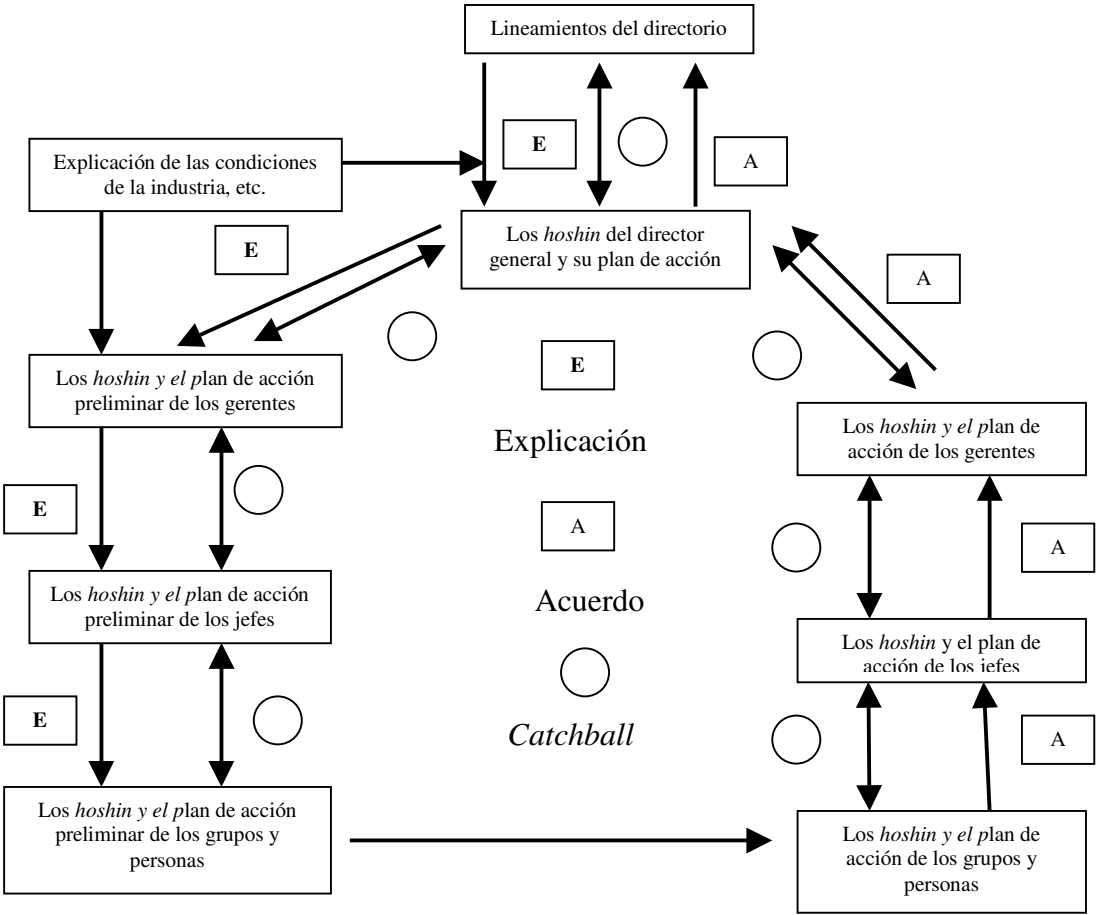 Lineamientos del directorio
E
A
Explicación de las condiciones
de la industria, etc.
E
Los hoshin del director
general y su plan de acción
A
E
Explicación
A
Acuerdo
Catchball
Los hoshin y el plan de acción
preliminar de los gerentes
E
Los hoshin y el plan de acción
preliminar de los jefes
E
Los hoshin y el plan de acción
preliminar de los grupos y
personas
Los hoshin y el plan de
acción de los gerentes
A
Los hoshin y el plan de
acción de los jefes
A
Los hoshin y el plan de
acción de los grupos y
personas